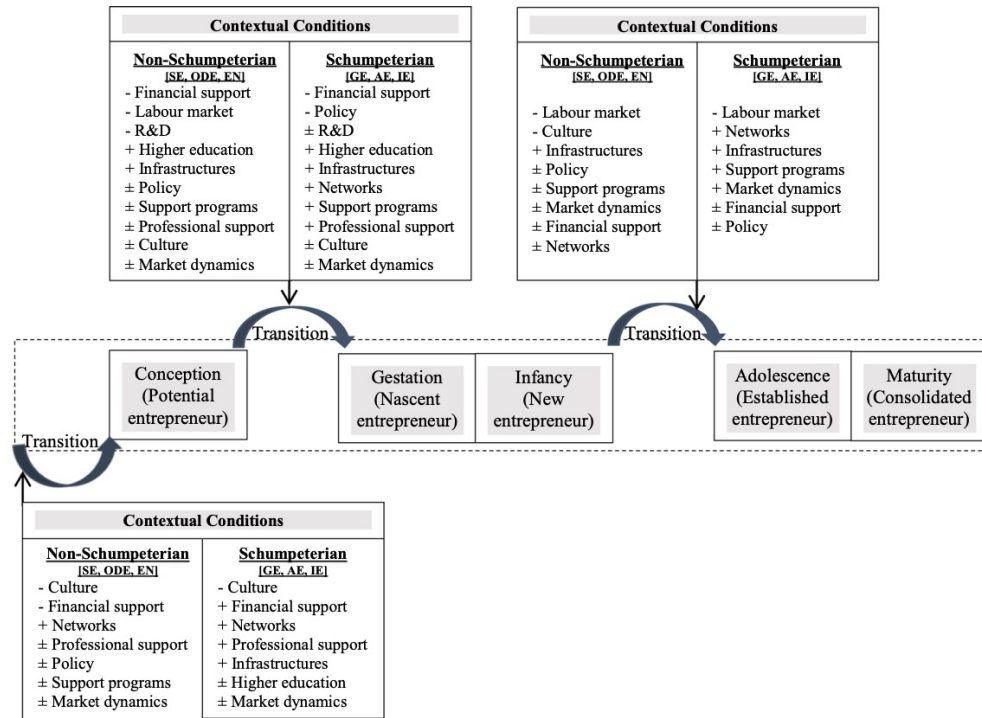 Contextual Conditions
Non-Schumpeterian
[SE, ODE, EN]
- Financial support
- Labour market
- R&D
+ Higher education
+ Infrastructures
± Policy
± Support programs
± Professional support
± Culture
± Market dynamics
Schumpeterian
[GE, AE, IE]
- Financial support
- Policy
± R&D
+ Higher education
+ Infrastructures
+ Networks
+ Support programs
+ Professional support
± Culture
± Market dynamics
Contextual Conditions
Non-Schumpeterian
[SE, ODE, EN]
- Labour market
- Culture
+ Infrastructures
± Policy
± Support programs
± Market dynamics
± Financial support
± Networks
Schumpeterian
[GE, AE, IE]
- Labour market
+ Networks
+ Infrastructures
+ Support programs
+ Market dynamics
± Financial support
± Policy
Transition
Transition
Conception
(Potential
entrepreneur)
Gestation
(Nascent
entrepreneur)
Infancy
(New
entrepreneur)
Adolescence
(Established
entrepreneur)
Maturity
(Consolidated
entrepreneur)
Transition
Contextual Conditions
Non-Schumpeterian
[SE, ODE, EN]
- Culture
- Financial support
+ Networks
± Professional support
± Policy
± Support programs
± Market dynamics
Schumpeterian
[GE, AE, IE]
- Culture
+ Financial support
+ Networks
+ Professional support
+ Infrastructures
± Higher education
± Market dynamics